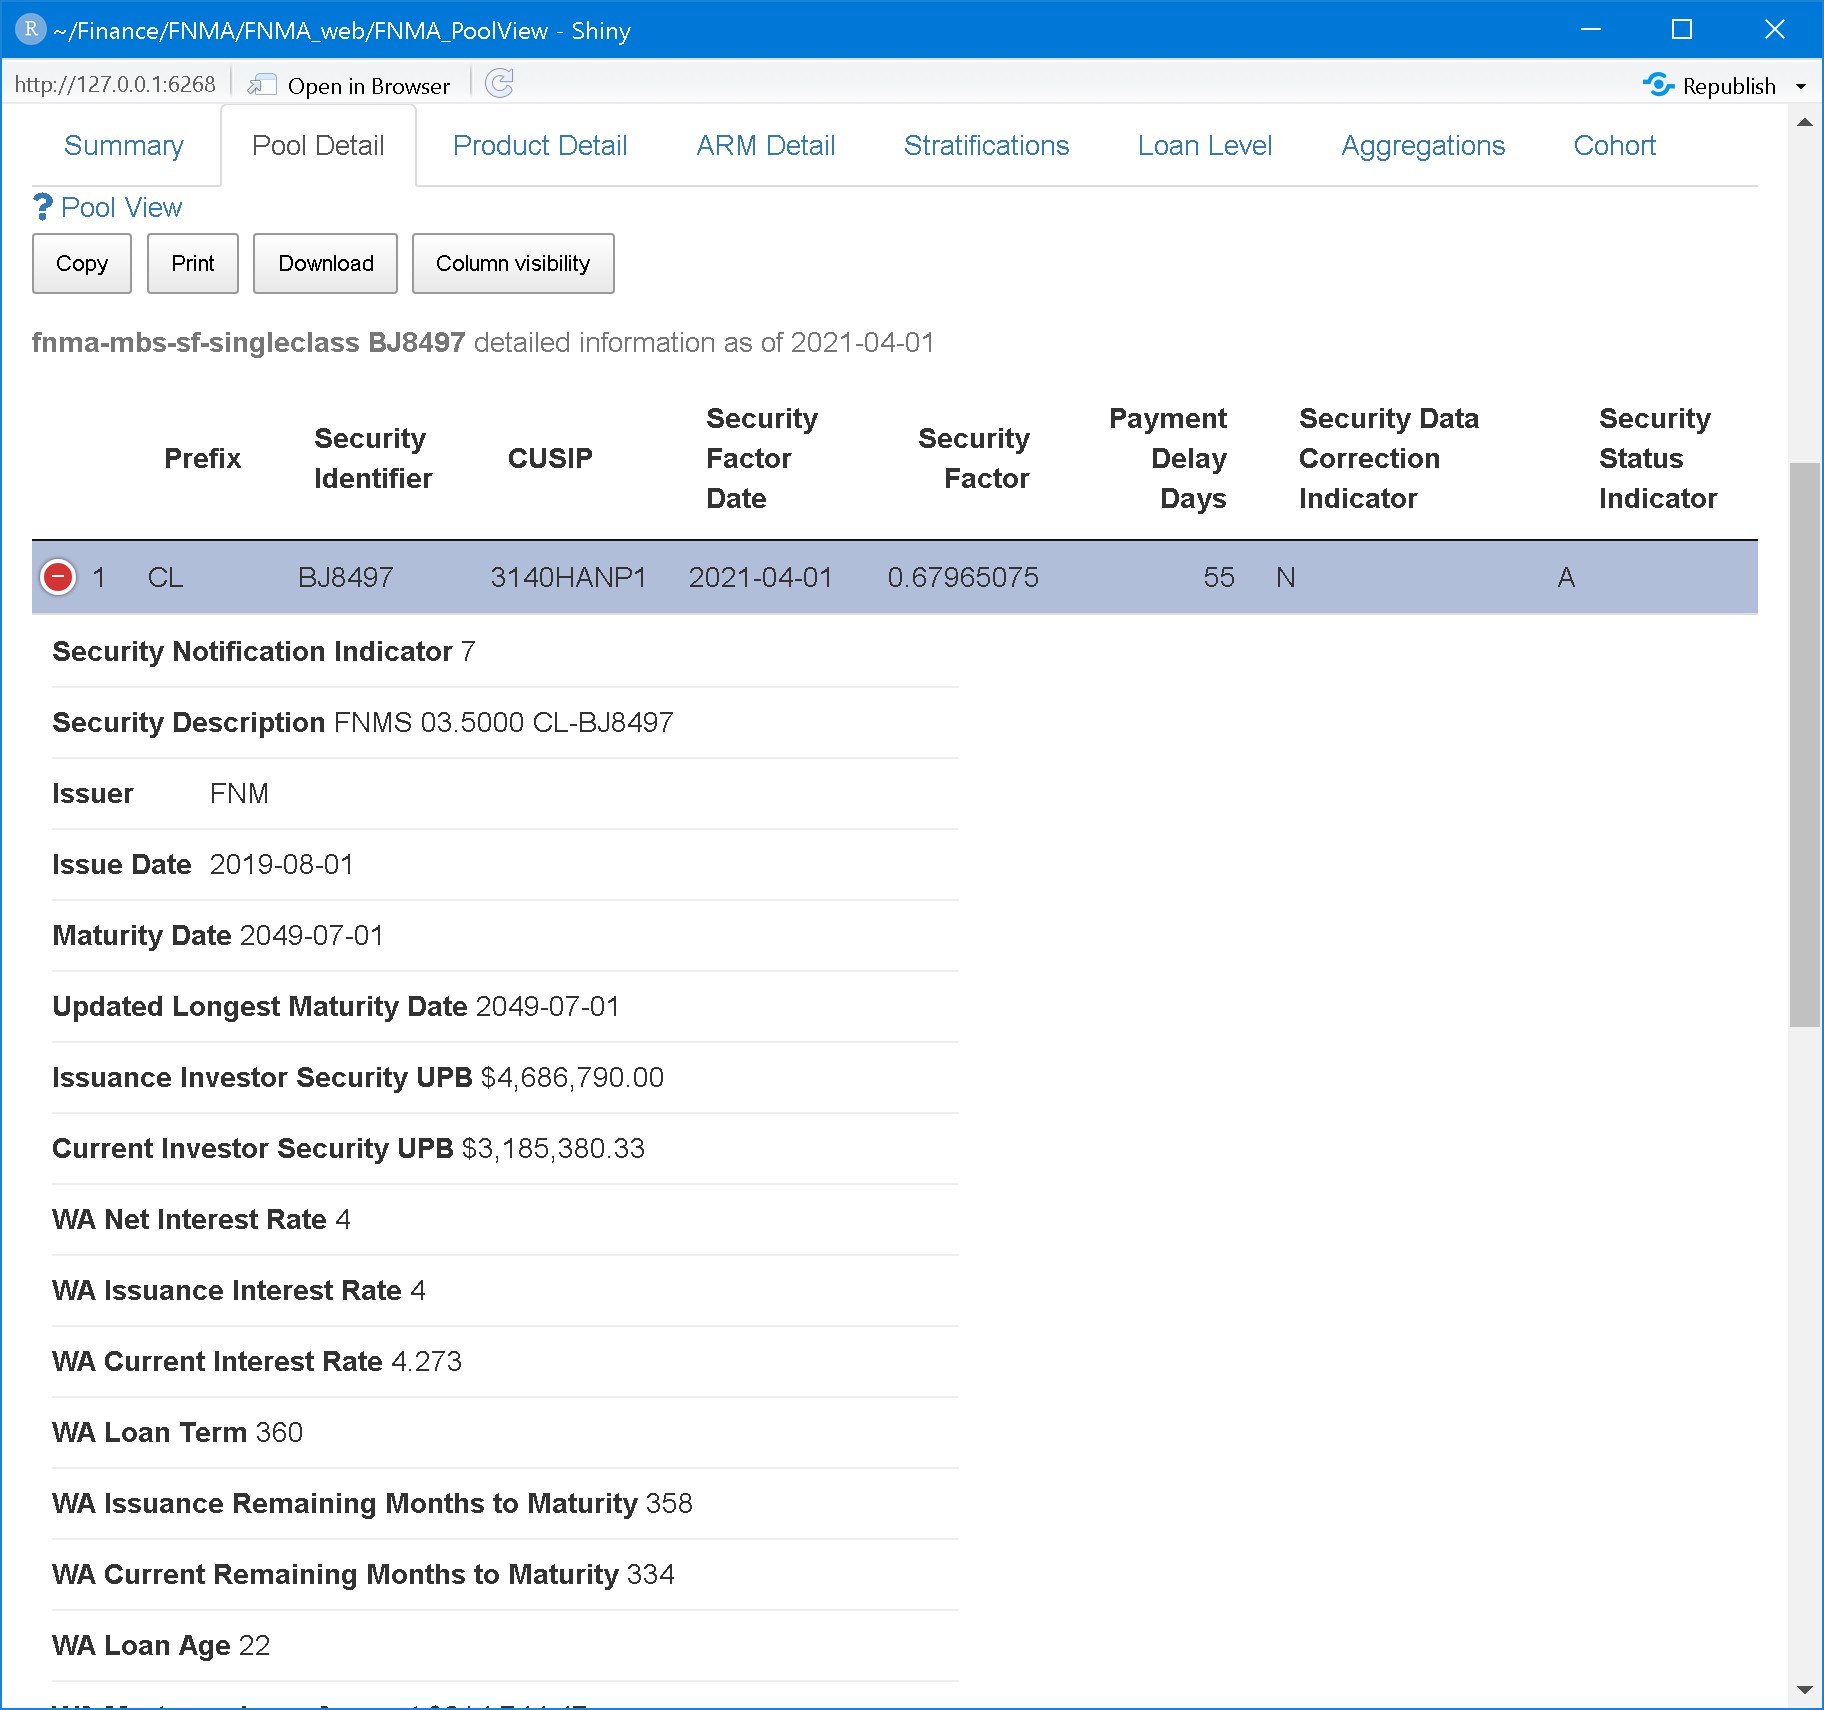 R ~/Finance/FNMA/FNMA_web/FNMA_PoolView - Shiny
http://127.0.0.1:6268 Open in Browser Republish
Summary Pool Detail Product Detail ARM Detail Stratifications Loan Level Aggregations Cohort
? Pool View
Copy Print Download Column visibility
fnma-mbs-sf-singleclass BJ8497 detailed information as of 2021-04-01
Prefix Security Identifier CUSIP Security Factor Date Security Factor Payment Delay Days Security Data Correction Indicator Security Status Indicator
1 CL BJ8497 3140HANP1 2021-04-01 0.67965075 55 N A
Security Notification Indicator 7
Security Description FNMS 03.5000 CL-BJ8497
Issuer FNM
Issue Date 2019-08-01
Maturity Date 2049-07-01
Updated Longest Maturity Date 2049-07-01
Issuance Investor Security UPB $4,686,790.00
Current Investor Security UPB $3,185,380.33
WA Net Interest Rate 4
WA Issuance Interest Rate 4
WA Current Interest Rate 4.273
WA Loan Term 360
WA Issuance Remaining Months to Maturity 358
WA Current Remaining Months to Maturity 334
WA Loan Age 22